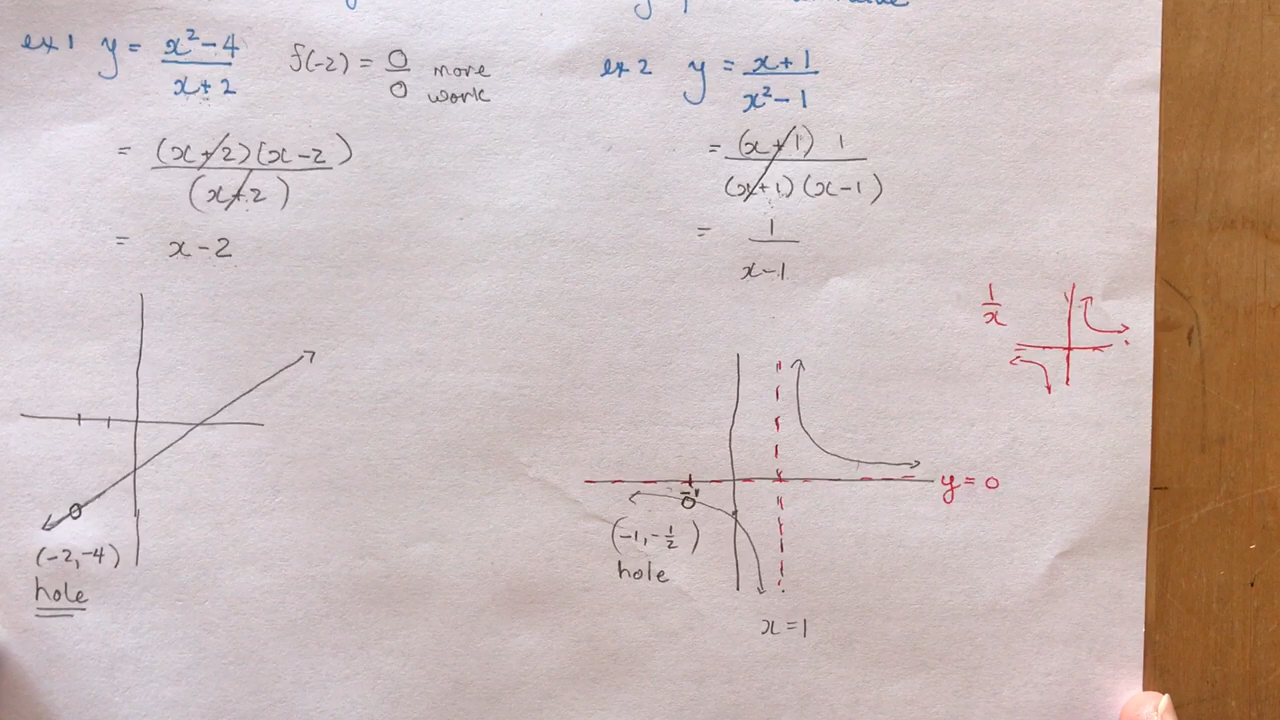 ex 1 y = (x² - 4)/(x + 2) f(-2) = 0/0 more work
= (x + 2)(x - 2)/(x + 2)
= x - 2
(-2, -4)
hole
ex 2 y = (x + 1)/(x² - 1)
= (x + 1) 1/(x + 1)(x - 1)
= 1/(x - 1)
1/x
y = 0
(-1, -1/2)
hole
x = 1